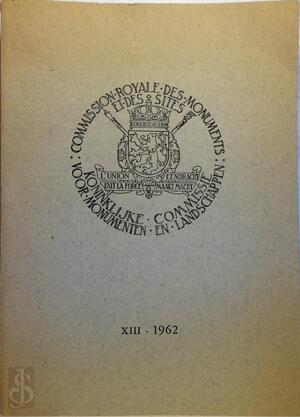 COMMISSION · ROYALE · DES · MONUMENTS
ET · DES · SITES
L'UNION EENDRACHT
FAIT LA FORCE MAAKT MACHT
KONINKLIJKE · COMMISSIE
VOOR · MONUMENTEN · EN · LANDSCHAPPEN :
XIII - 1962